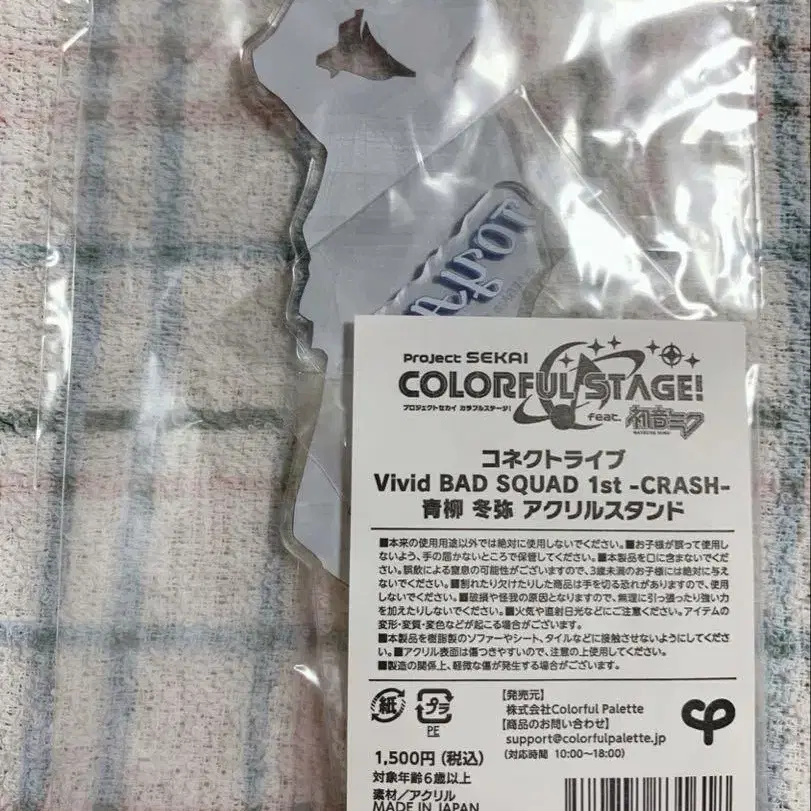 Project SEKAI
COLORFUL STAGE!
プロジェクトセカイ カラフルステージ!
feat. 初音ミク
HATSUNE MIKU
コネクトライブ
Vivid BAD SQUAD 1st -CRASH-
青柳 冬弥 アクリルスタンド
■本来の使用用途以外では絶対に使用しないでください。■お子様が誤って使用し
ないよう、手の届かないところで保管してください。■本製品を口に含まないでくだ
さい。誤飲による窒息の可能性がございますので、3歳未満のお子様には絶対に与え
ないでください。■割れたり欠けたりした商品は手を切る恐れがありますので、使用
しないでください。■破損や怪我の原因となりますので、無理に引っ張ったり強い力
を加えたりしないでください。■火気や直射日光などにご注意ください。アイテムの
変形・変質・変色などが起こる場合がございます。
■本製品を樹脂製のソファーやシート、タイルなどに接触させないようにしてくださ
い。■アクリル表面は傷つきやすいので、注意の上使用してください。
■製造の関係上、軽微な傷が発生する場合がございます。
紙
プラ
PE
【発売元】
株式会社Colorful Palette
【商品のお問い合わせ】
support@colorfulpalette.jp
(対応時間 10:00~18:00)
1,500円(税込)
対象年齢6歳以上
素材/アクリル
MADE IN JAPAN